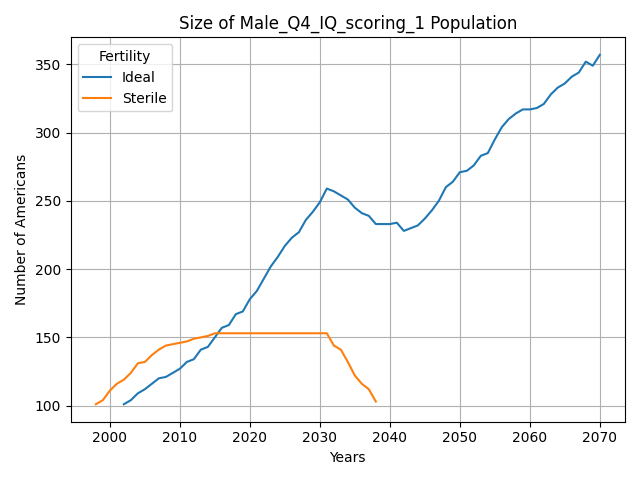 Size of Male_Q4_IQ_scoring_1 Population
Fertility
Ideal
Sterile
Number of Americans
350
300
250
200
150
100
2000 2010 2020 2030 2040 2050 2060 2070
Years